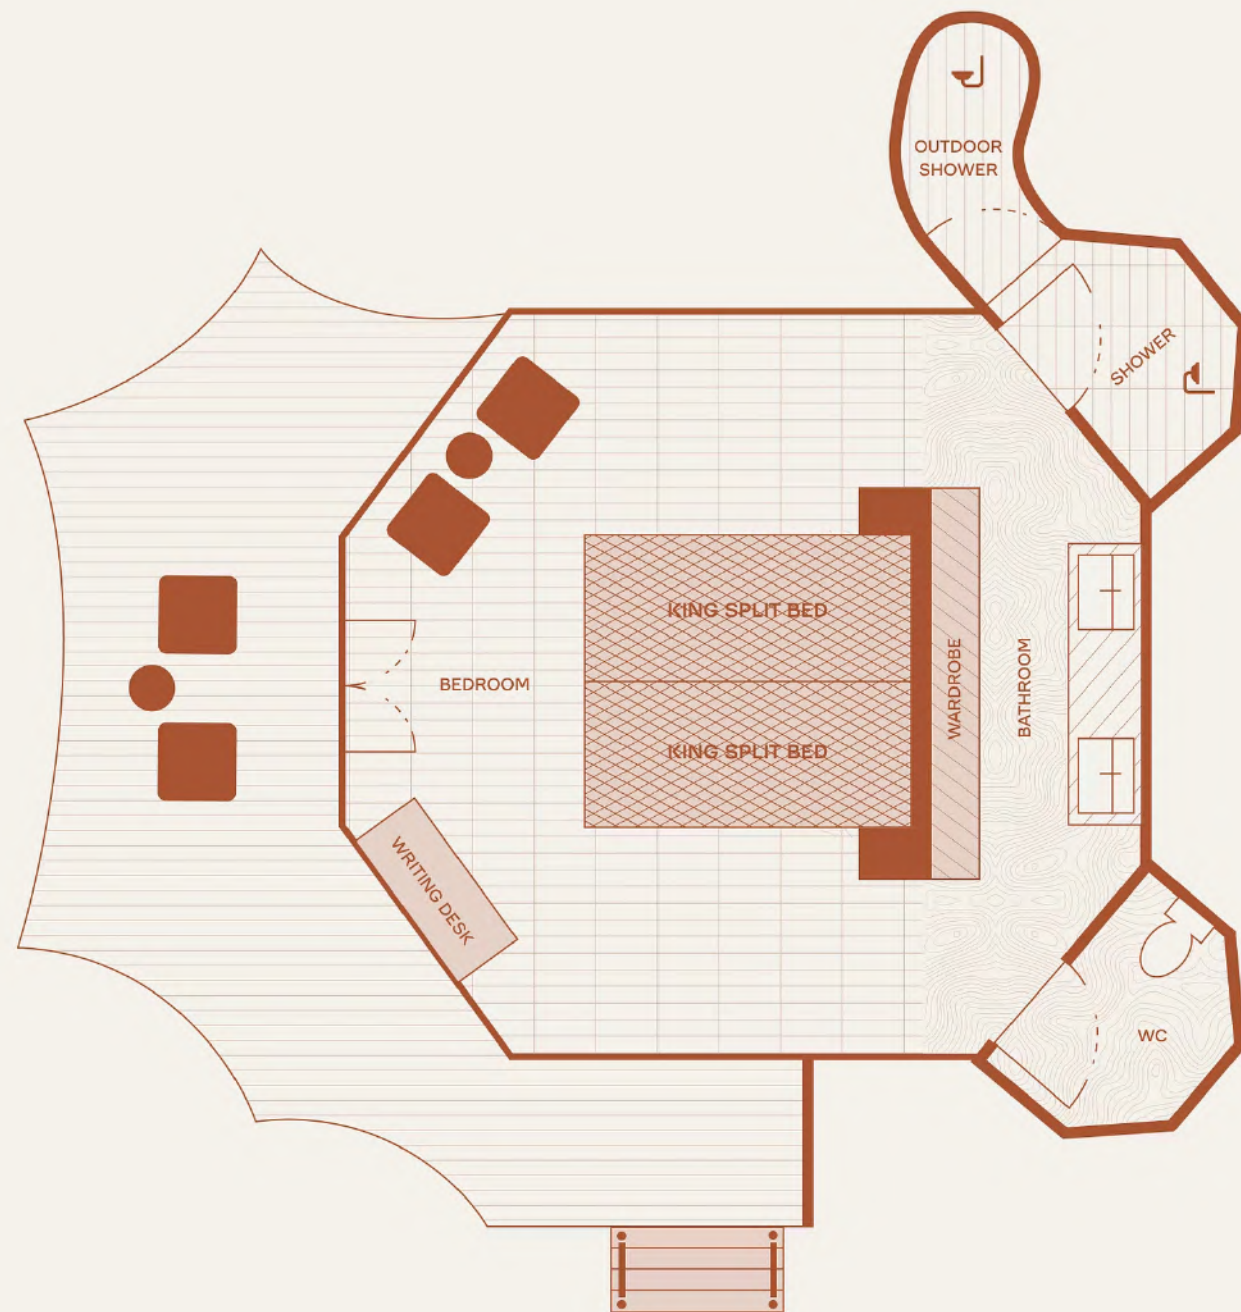 OUTDOOR
SHOWER
SHOWER
KING SPLIT BED
BEDROOM
WARDROBE
BATHROOM
KING SPLIT BED
WRITING DESK
WC